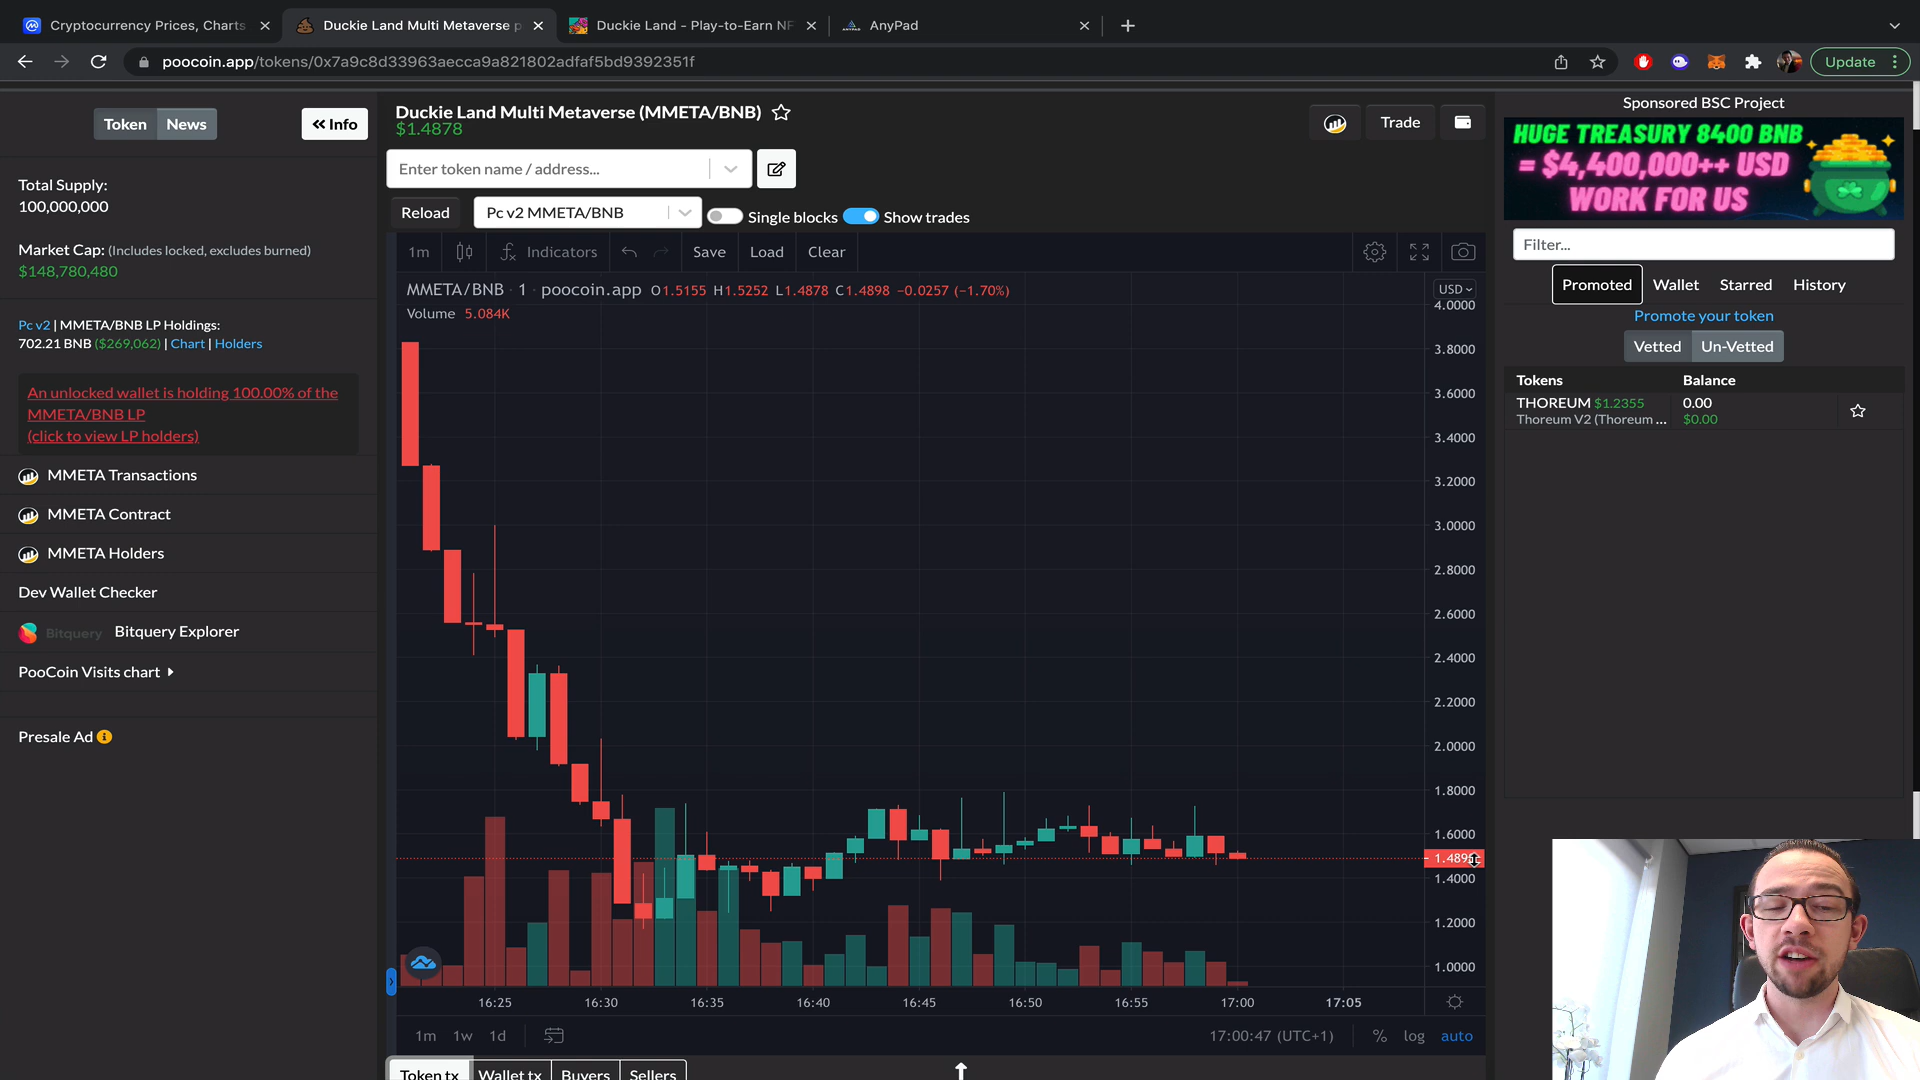 Cryptocurrency Prices, Charts
Duckie Land Multi Metaverse p
Duckie Land - Play-to-Earn NF
AnyPad
poocoin.app/tokens/0x7a9c8d33963aecca9a821802adfaf5bd9392351f
Update
Token
News
Info
Duckie Land Multi Metaverse (MMETA/BNB)
$1.4878
Trade
Sponsored BSC Project
HUGE TREASURY 8400 BNB
= $4,400,000++ USD
WORK FOR US
Enter token name / address...
Total Supply:
100,000,000
Reload
Pc v2 MMETA/BNB
Single blocks
Show trades
Filter...
Market Cap: (Includes locked, excludes burned)
$148,780,480
1m
Indicators
Save
Load
Clear
Promoted
Wallet
Starred
History
Promote your token
Vetted
Un-Vetted
MMETA/BNB · 1 · poocoin.app O1.5155 H1.5252 L1.4878 C1.4898 −0.0257 (−1.70%)
Volume 5.084K
USD
Pc v2 | MMETA/BNB LP Holdings:
702.21 BNB ($269,062) | Chart | Holders
An unlocked wallet is holding 100.00% of the
MMETA/BNB LP
(click to view LP holders)
Tokens
Balance
THOREUM $1.2355
0.00
Thoreum V2 (Thoreum ...
$0.00
MMETA Transactions
MMETA Contract
MMETA Holders
Dev Wallet Checker
Bitquery
Bitquery Explorer
PooCoin Visits chart
Presale Ad
4.0000
3.8000
3.6000
3.4000
3.2000
3.0000
2.8000
2.6000
2.4000
2.2000
2.0000
1.8000
1.6000
1.4000
1.2000
1.0000
16:25
16:30
16:35
16:40
16:45
16:50
16:55
17:00
17:05
1m
1w
1d
17:00:47 (UTC+1)
%
log
auto
Token tx
Wallet tx
Buyers
Sellers